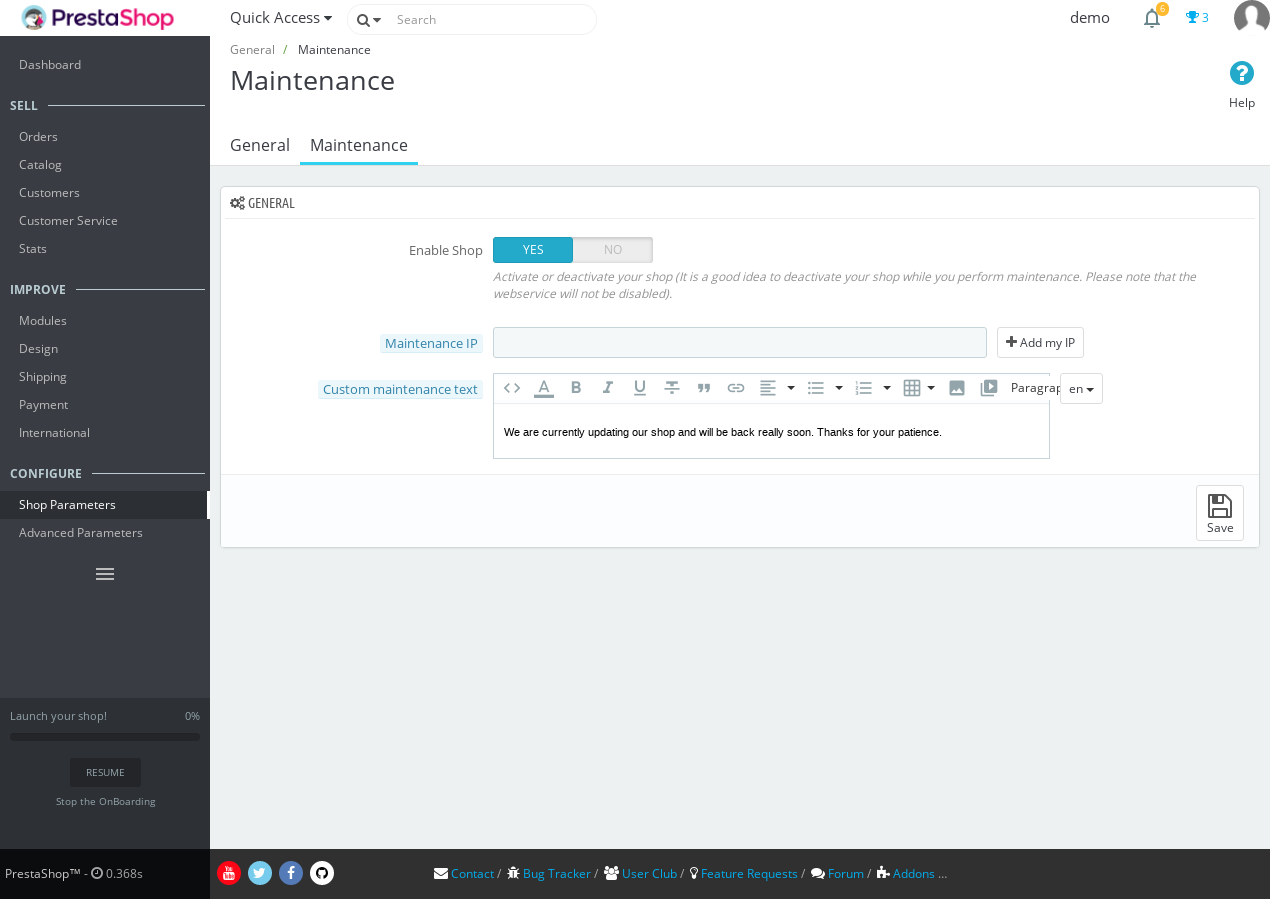 PrestaShop
Quick Access
Search
demo
6
3
General / Maintenance
Maintenance
Help
General
Maintenance
Dashboard
SELL
Orders
Catalog
Customers
Customer Service
Stats
IMPROVE
Modules
Design
Shipping
Payment
International
CONFIGURE
Shop Parameters
Advanced Parameters
Launch your shop! 0%
RESUME
Stop the OnBoarding
PrestaShop™ - 0.368s
GENERAL
Enable Shop YES NO
Activate or deactivate your shop (It is a good idea to deactivate your shop while you perform maintenance. Please note that the
webservice will not be disabled).
Maintenance IP Add my IP
Custom maintenance text Paragrap en
We are currently updating our shop and will be back really soon. Thanks for your patience.
Save
Contact / Bug Tracker / User Club / Feature Requests / Forum / Addons ...